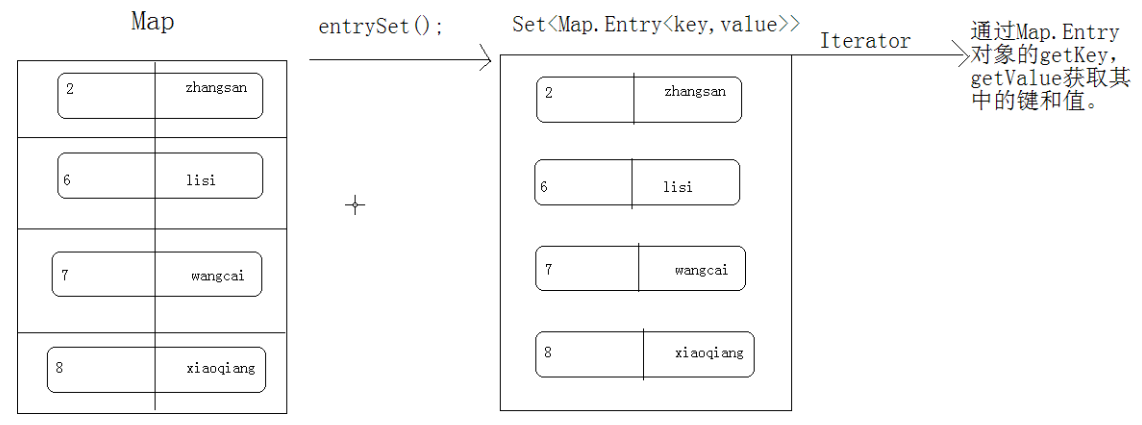 Map
entrySet();
Set<Map.Entry<key,value>>
Iterator
通过Map.Entry
对象的getKey,
getValue获取其
中的键和值。
2 zhangsan
6 lisi
7 wangcai
8 xiaoqiang
2 zhangsan
6 lisi
7 wangcai
8 xiaoqiang